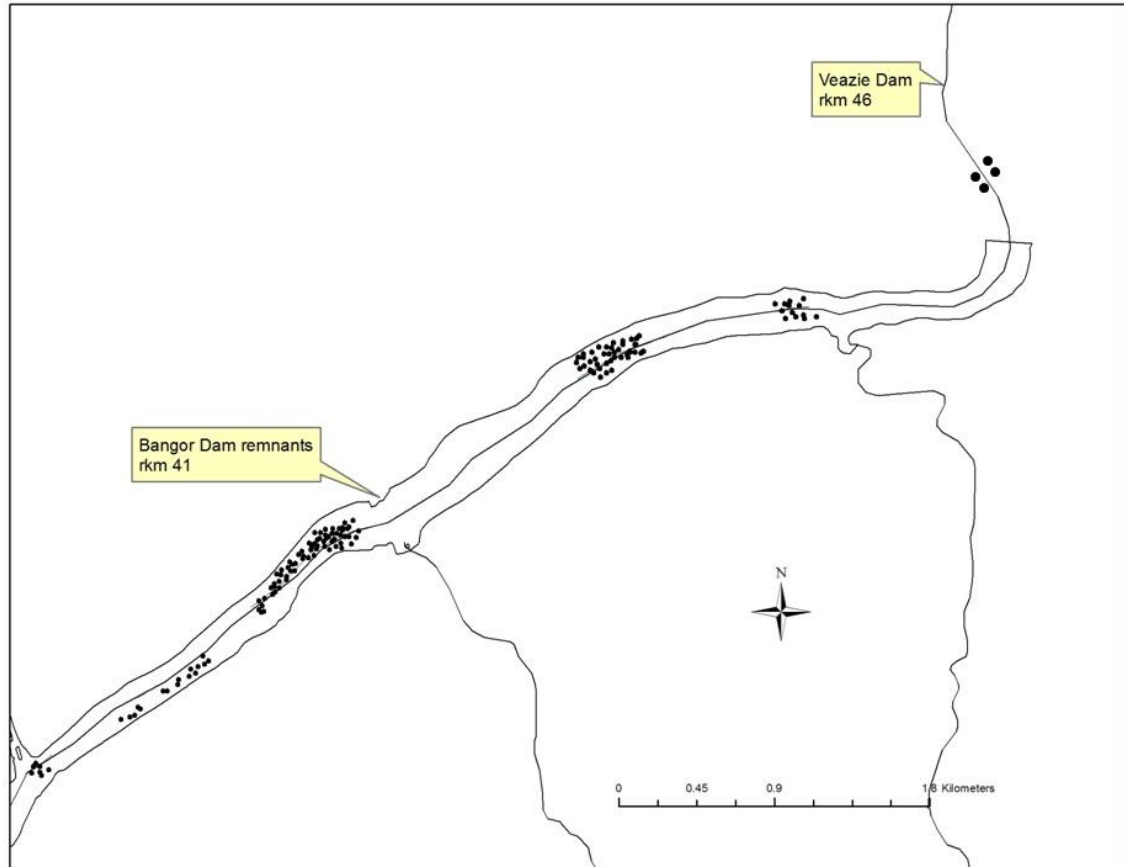 Veazie Dam
rkm 46
Bangor Dam remnants
rkm 41
N
0 0.45 0.9 1.8 Kilometers